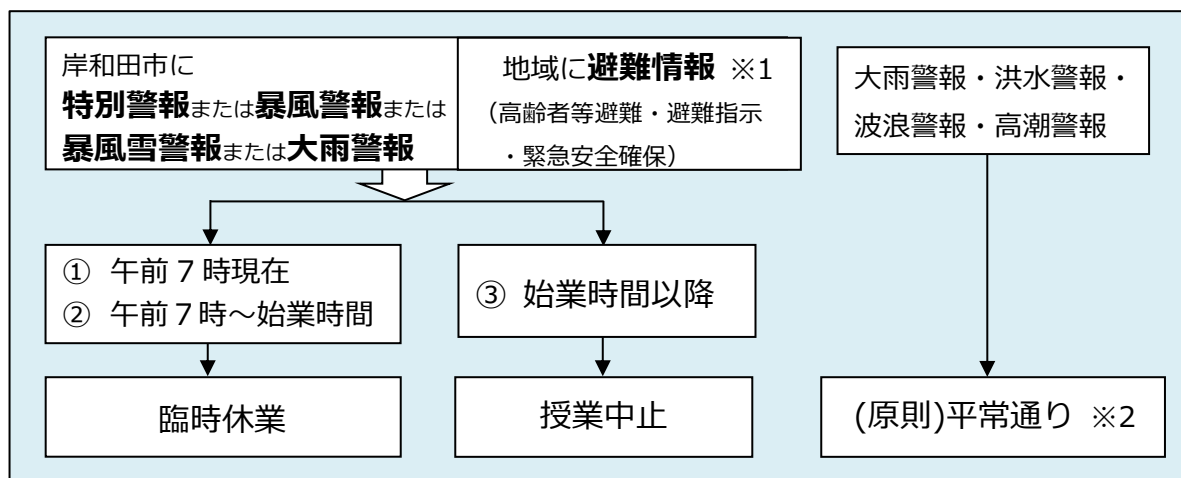 岸和田市に
特別警報または暴風警報または
暴風雪警報または大雨警報
地域に避難情報 ※1
（高齢者等避難・避難指示
・緊急安全確保）
大雨警報・洪水警報・
波浪警報・高潮警報
① 午前７時現在
② 午前７時～始業時間
③ 始業時間以降
臨時休業
授業中止
(原則)平常通り ※2